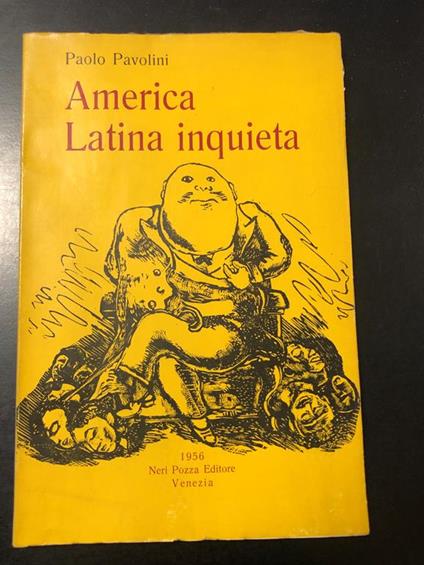 Paolo Pavolini
America
Latina inquieta
1956
Neri Pozza Editore
Venezia